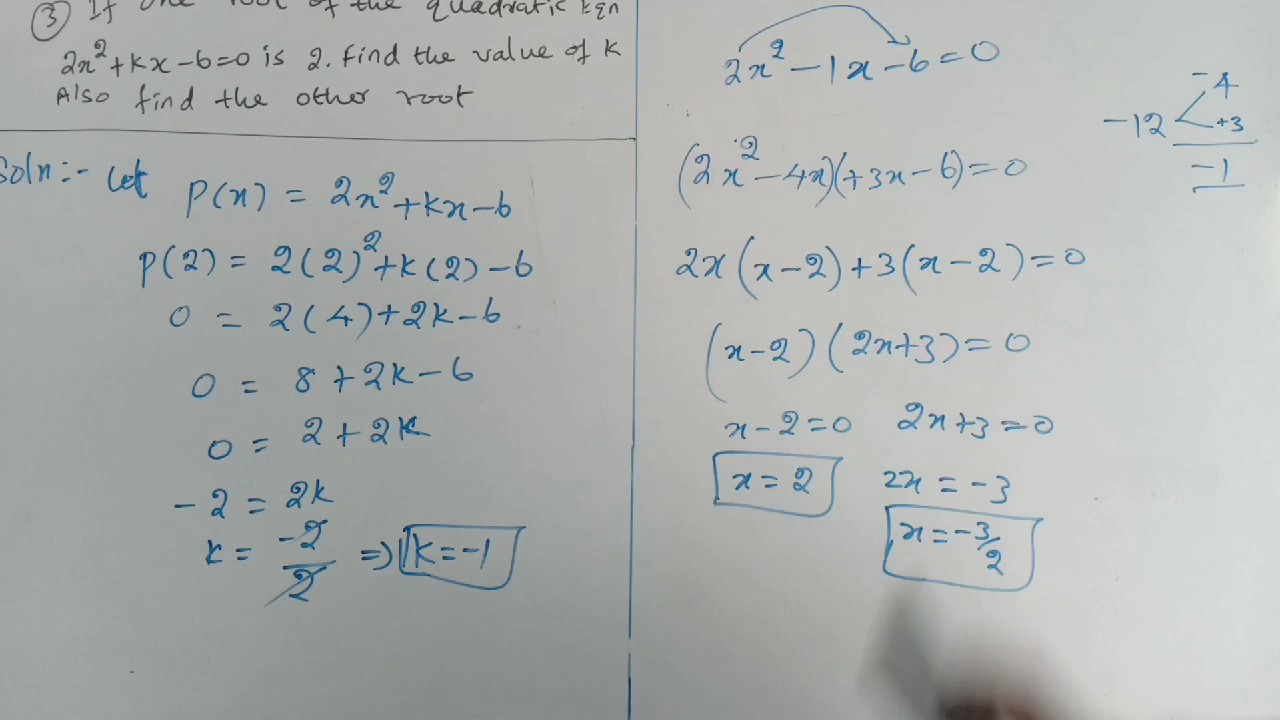 ③ If one root of the quadratic Eqn
2x²+kx-6=0 is 2. find the value of k
Also find the other root
Soln:- Let
P(x) = 2x²+kx-6
P(2) = 2(2)²+k(2)-6
0 = 2(4)+2k-6
0 = 8+2k-6
0 = 2+2k
-2 = 2k
k = -2/2 ⇒ k=-1
2x²-1x-6=0
-12 < -4
+3
-1
(2x²-4x)(+3x-6)=0
2x(x-2)+3(x-2)=0
(x-2)(2x+3)=0
x-2=0 2x+3=0
x=2 2x=-3
x=-3/2